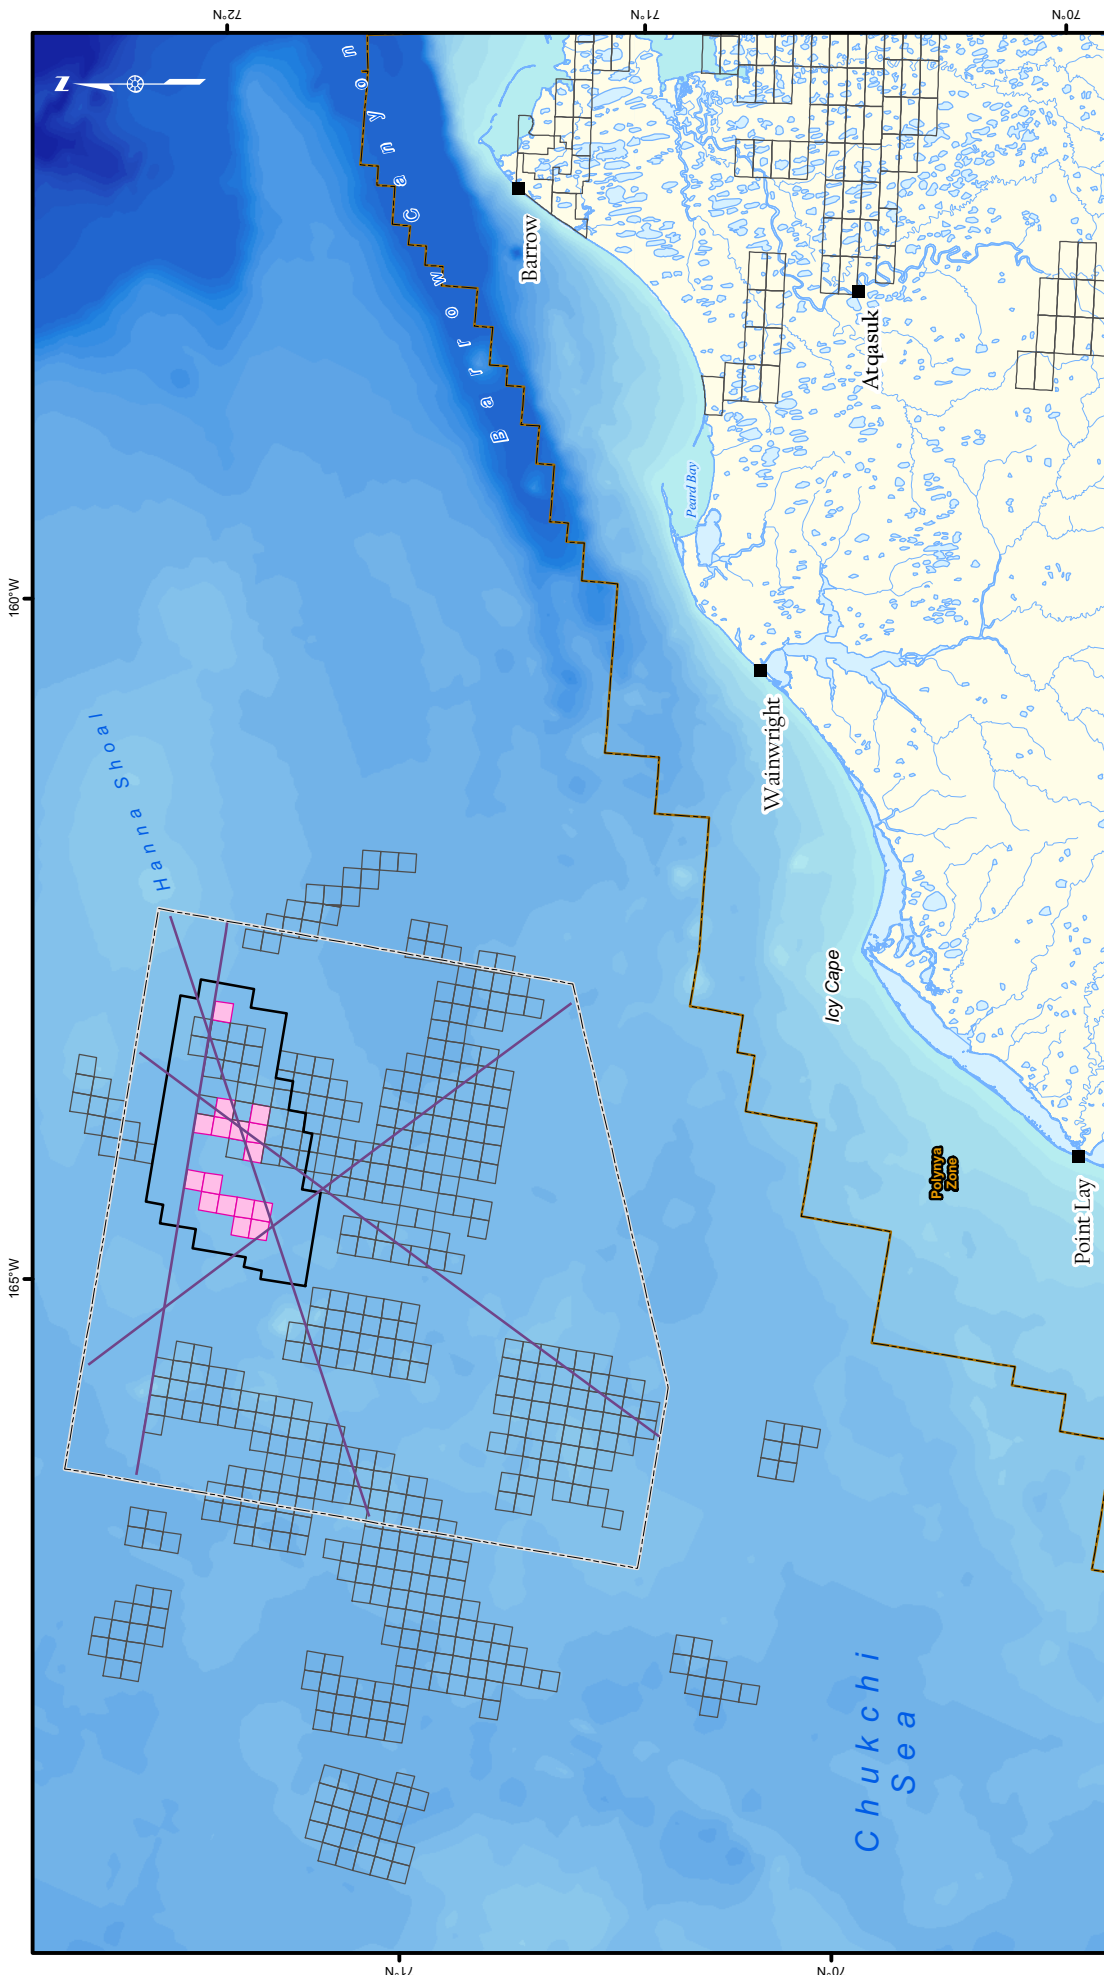 72°N
71°N
70°N
N
160°W
165°W
Barrow Canyon
Hanna Shoal
Barrow
Atqasuk
Peard Bay
Wainwright
Icy Cape
Polynya
Zone
Point Lay
Chukchi
Sea
71°N
70°N